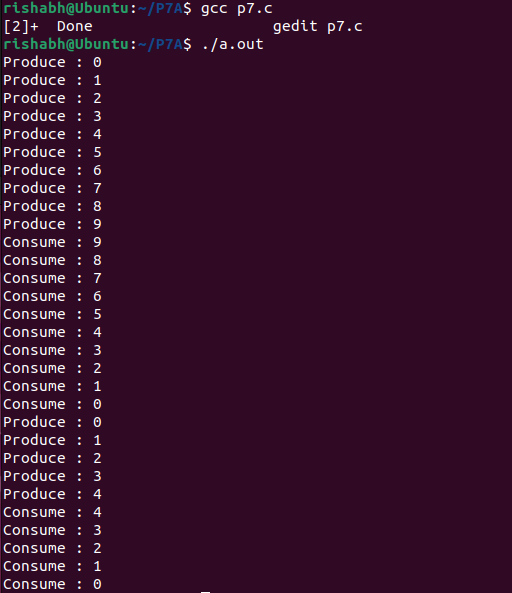 rishabh@Ubuntu:~/P7A$ gcc p7.c
[2]+  Done                    gedit p7.c
rishabh@Ubuntu:~/P7A$ ./a.out
Produce : 0
Produce : 1
Produce : 2
Produce : 3
Produce : 4
Produce : 5
Produce : 6
Produce : 7
Produce : 8
Produce : 9
Consume : 9
Consume : 8
Consume : 7
Consume : 6
Consume : 5
Consume : 4
Consume : 3
Consume : 2
Consume : 1
Consume : 0
Produce : 0
Produce : 1
Produce : 2
Produce : 3
Produce : 4
Consume : 4
Consume : 3
Consume : 2
Consume : 1
Consume : 0